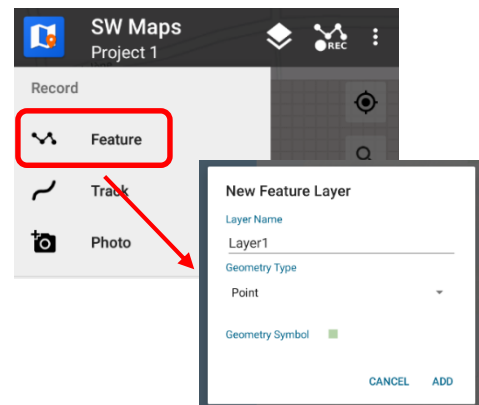 SW Maps
Project 1
REC
Record
Feature
Track
Photo
New Feature Layer
Layer Name
Layer1
Geometry Type
Point
Geometry Symbol
CANCEL ADD